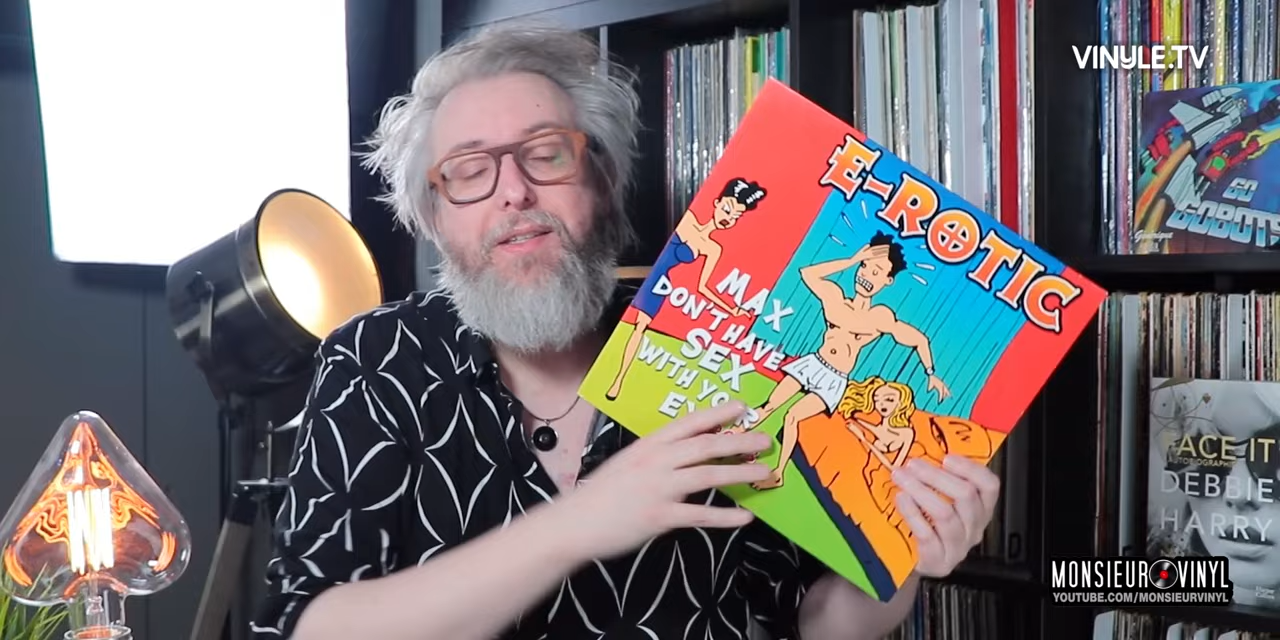 VINYLE.TV
E-ROTIC
MAX
DON'T HAVE
SEX
WITH YOUR
GO
GOBOTS
FACE IT
DEBBIE
HARRY
MONSIEUR VINYL
YOUTUBE.COM/MONSIEURVINYL